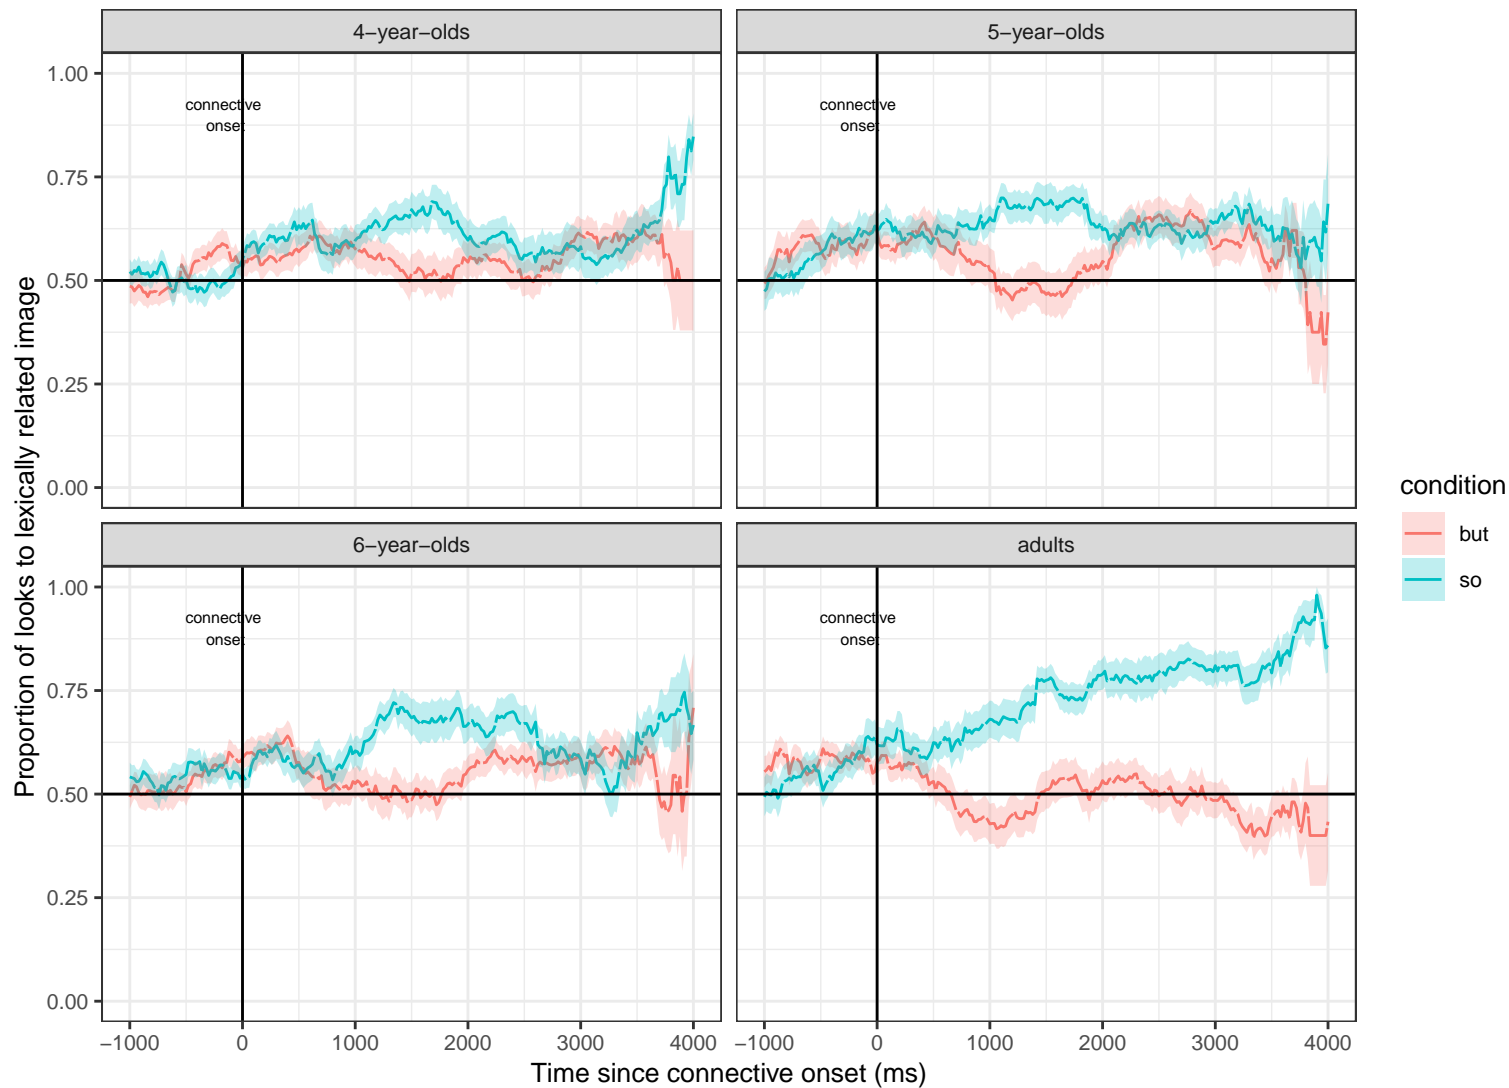 4−year−olds
5−year−olds
1.00
0.75
0.50
0.25
0.00
connective
onset
connective
onset
6−year−olds
adults
1.00
0.75
0.50
0.25
0.00
connective
onset
connective
onset
−1000 0 1000 2000 3000 4000
−1000 0 1000 2000 3000 4000
Time since connective onset (ms)
Proportion of looks to lexically related image
condition
but
so